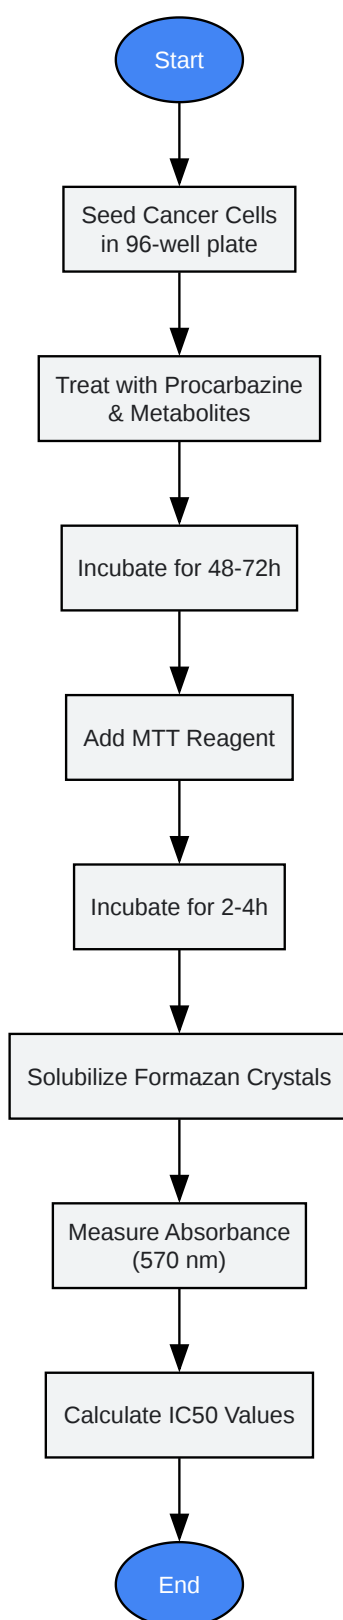 Start
Seed Cancer Cells
in 96-well plate
Treat with Procarbazine
& Metabolites
Incubate for 48-72h
Add MTT Reagent
Incubate for 2-4h
Solubilize Formazan Crystals
Measure Absorbance
(570 nm)
Calculate IC50 Values
End